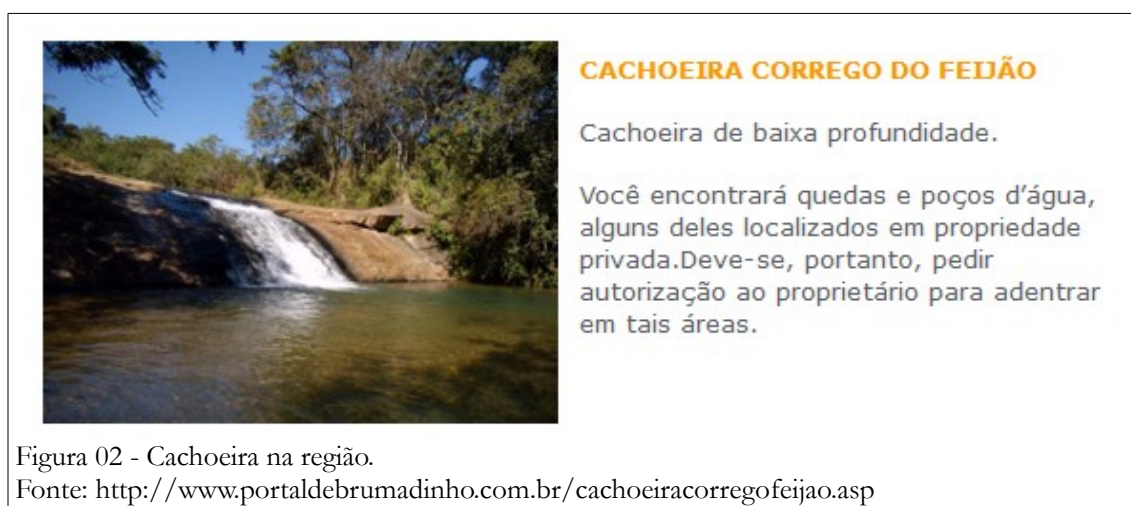 CACHOEIRA CORREGO DO FEIJÃO
Cachoeira de baixa profundidade.
Você encontrará quedas e poços d’água,
alguns deles localizados em propriedade
privada.Deve-se, portanto, pedir
autorização ao proprietário para adentrar
em tais áreas.
Figura 02 - Cachoeira na região.
Fonte: http://www.portaldebrumadinho.com.br/cachoeiracorregofeijao.asp